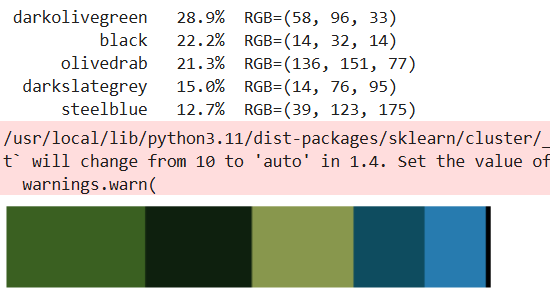 darkolivegreen 28.9% RGB=(58, 96, 33)
black 22.2% RGB=(14, 32, 14)
olivedrab 21.3% RGB=(136, 151, 77)
darkslategrey 15.0% RGB=(14, 76, 95)
steelblue 12.7% RGB=(39, 123, 175)
/usr/local/lib/python3.11/dist-packages/sklearn/cluster/_
t` will change from 10 to 'auto' in 1.4. Set the value of
warnings.warn(